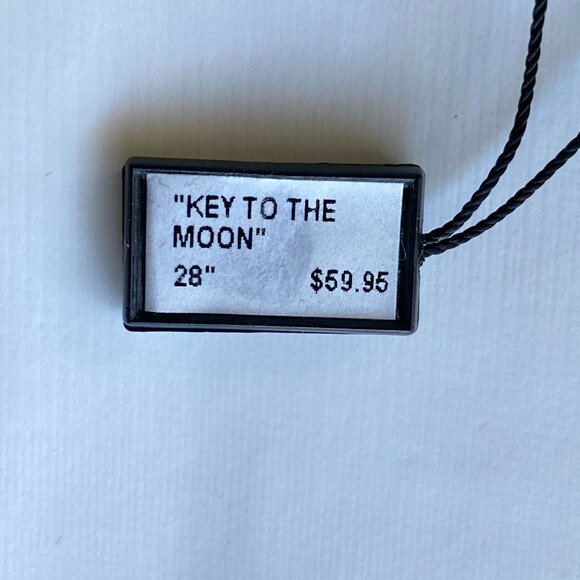 "KEY TO THE
MOON"
28" $59.95